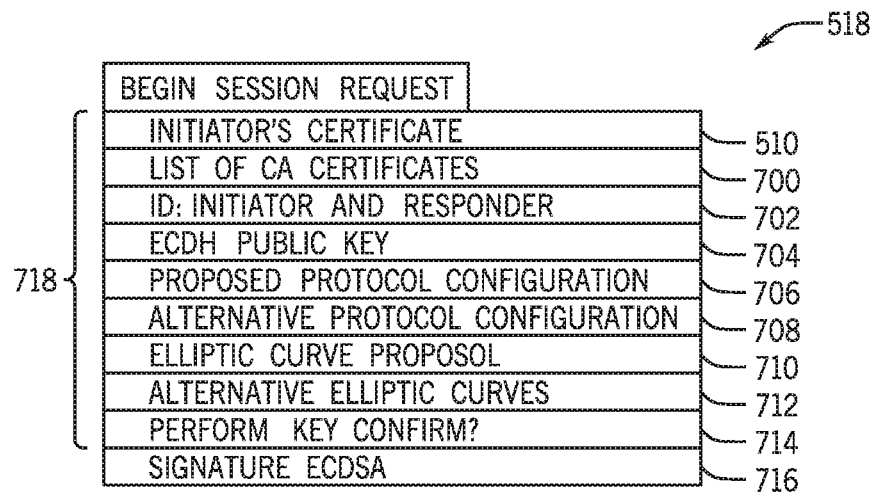 518
BEGIN SESSION REQUEST
INITIATOR'S CERTIFICATE 510
LIST OF CA CERTIFICATES 700
ID: INITIATOR AND RESPONDER 702
ECDH PUBLIC KEY 704
718 PROPOSED PROTOCOL CONFIGURATION 706
ALTERNATIVE PROTOCOL CONFIGURATION 708
ELLIPTIC CURVE PROPOSOL 710
ALTERNATIVE ELLIPTIC CURVES 712
PERFORM KEY CONFIRM? 714
SIGNATURE ECDSA 716